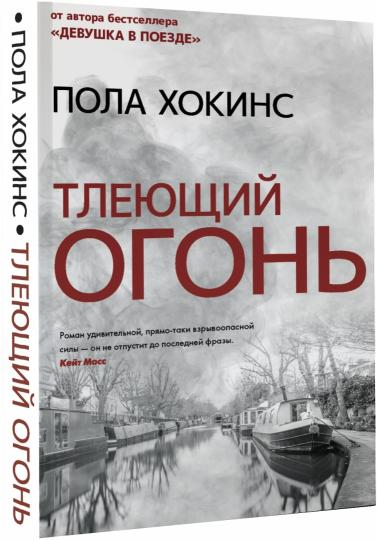 от автора бестселлера
«ДЕВУШКА В ПОЕЗДЕ»
ПОЛА ХОКИНС
ТЛЕЮЩИЙ
ОГОНЬ
Роман удивительной, прямо-таки взрывоопасной
силы — он не отпустит до последней фразы.
Кейт Мосс
• ПОЛА ХОКИНС • ТЛЕЮЩИЙ ОГОНЬ